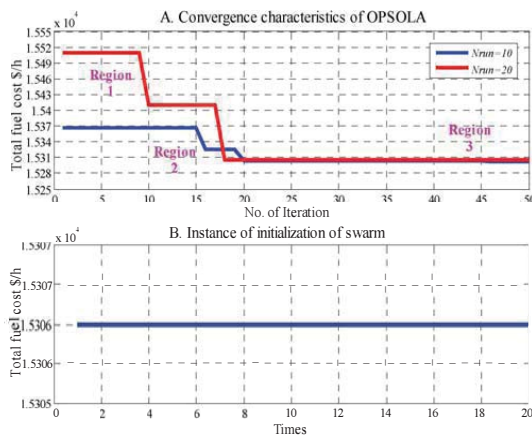 A. Convergence characteristics of OPSOLA
x 10⁴
1.555
1.552
1.549
1.546
1.543
1.54
1.537
1.534
1.531
1.528
1.525
Total fuel cost $/h
Nrun=10
Nrun=20
Region
1
Region
2
Region
3
0 5 10 15 20 25 30 35 40 45 50
No. of Iteration
B. Instance of initialization of swarm
x 10⁴
1.5307
1.5307
1.5306
1.5306
1.5305
Total fuel cost $/h
0 2 4 6 8 10 12 14 16 18 20
Times